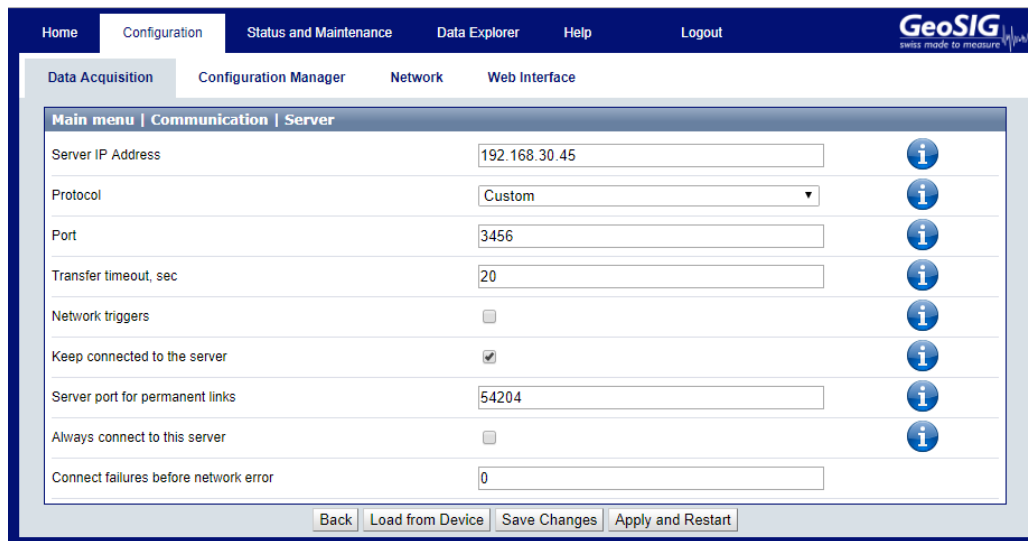 Home Configuration Status and Maintenance Data Explorer Help Logout GeoSIG
swiss made to measure
Data Acquisition Configuration Manager Network Web Interface
Main menu | Communication | Server
Server IP Address 192.168.30.45
Protocol Custom
Port 3456
Transfer timeout, sec 20
Network triggers
Keep connected to the server
Server port for permanent links 54204
Always connect to this server
Connect failures before network error 0
Back Load from Device Save Changes Apply and Restart